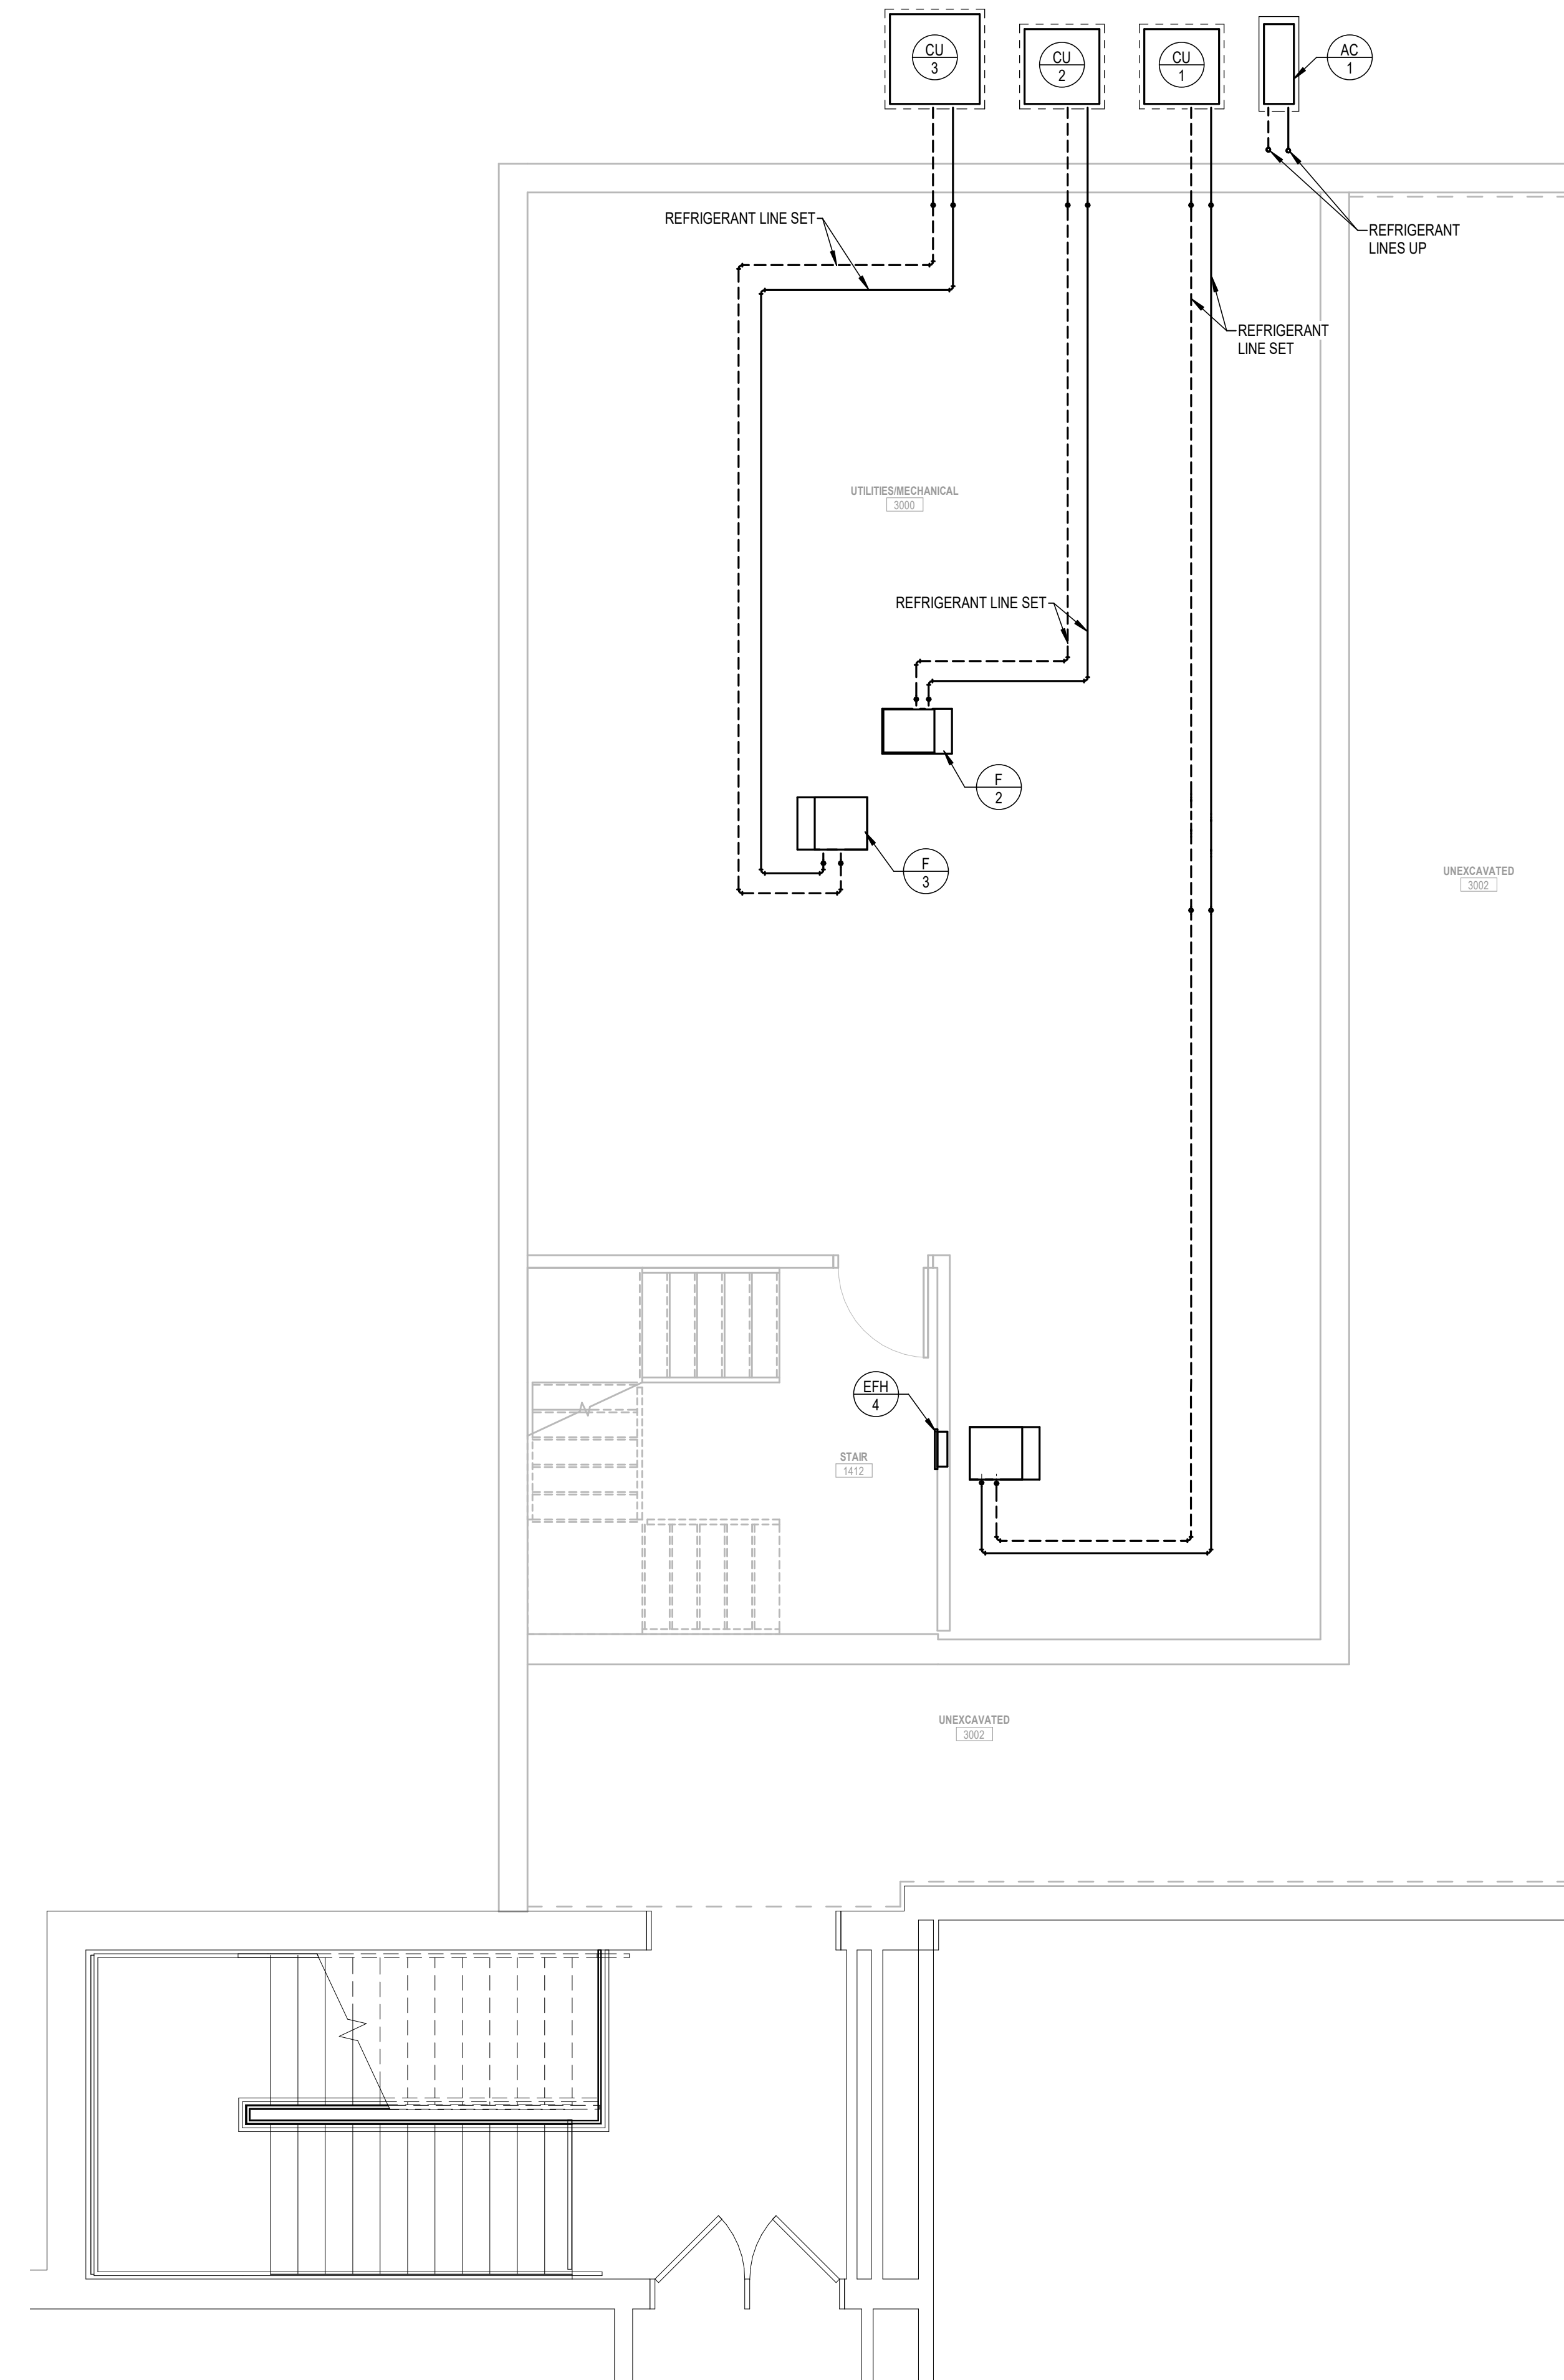 CU
3
CU
2
CU
1
AC
1
REFRIGERANT LINE SET
REFRIGERANT
LINES UP
REFRIGERANT
LINE SET
UTILITIES/MECHANICAL
3000
REFRIGERANT LINE SET
F
2
F
3
UNEXCAVATED
3002
EFH
4
STAIR
1412
UNEXCAVATED
3002